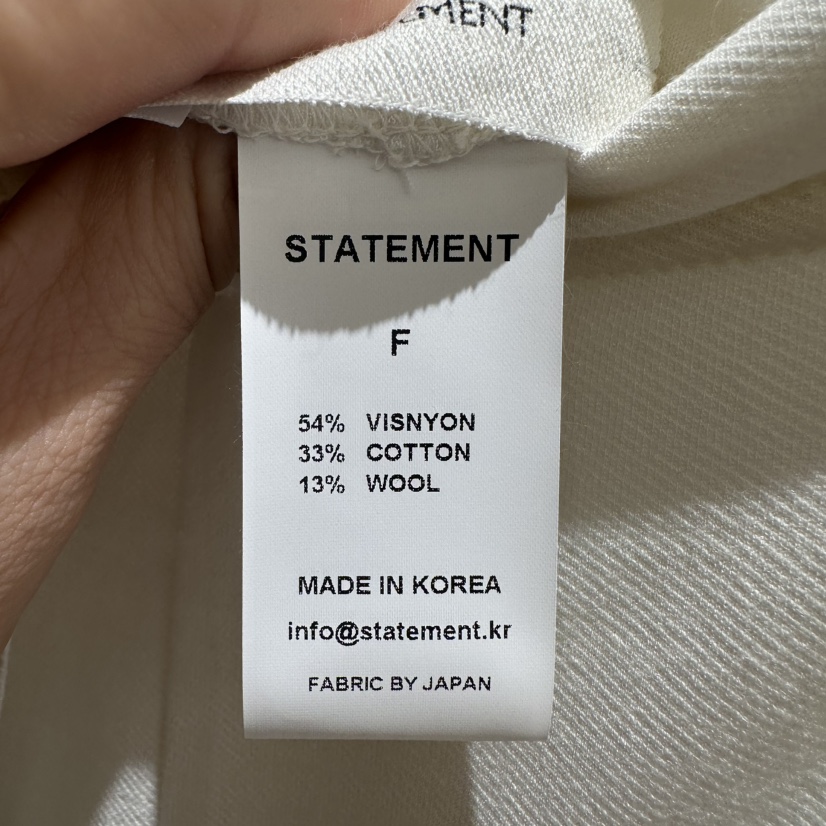 STATEMENT
F
54% VISNYON
33% COTTON
13% WOOL
MADE IN KOREA
info@statement.kr
FABRIC BY JAPAN